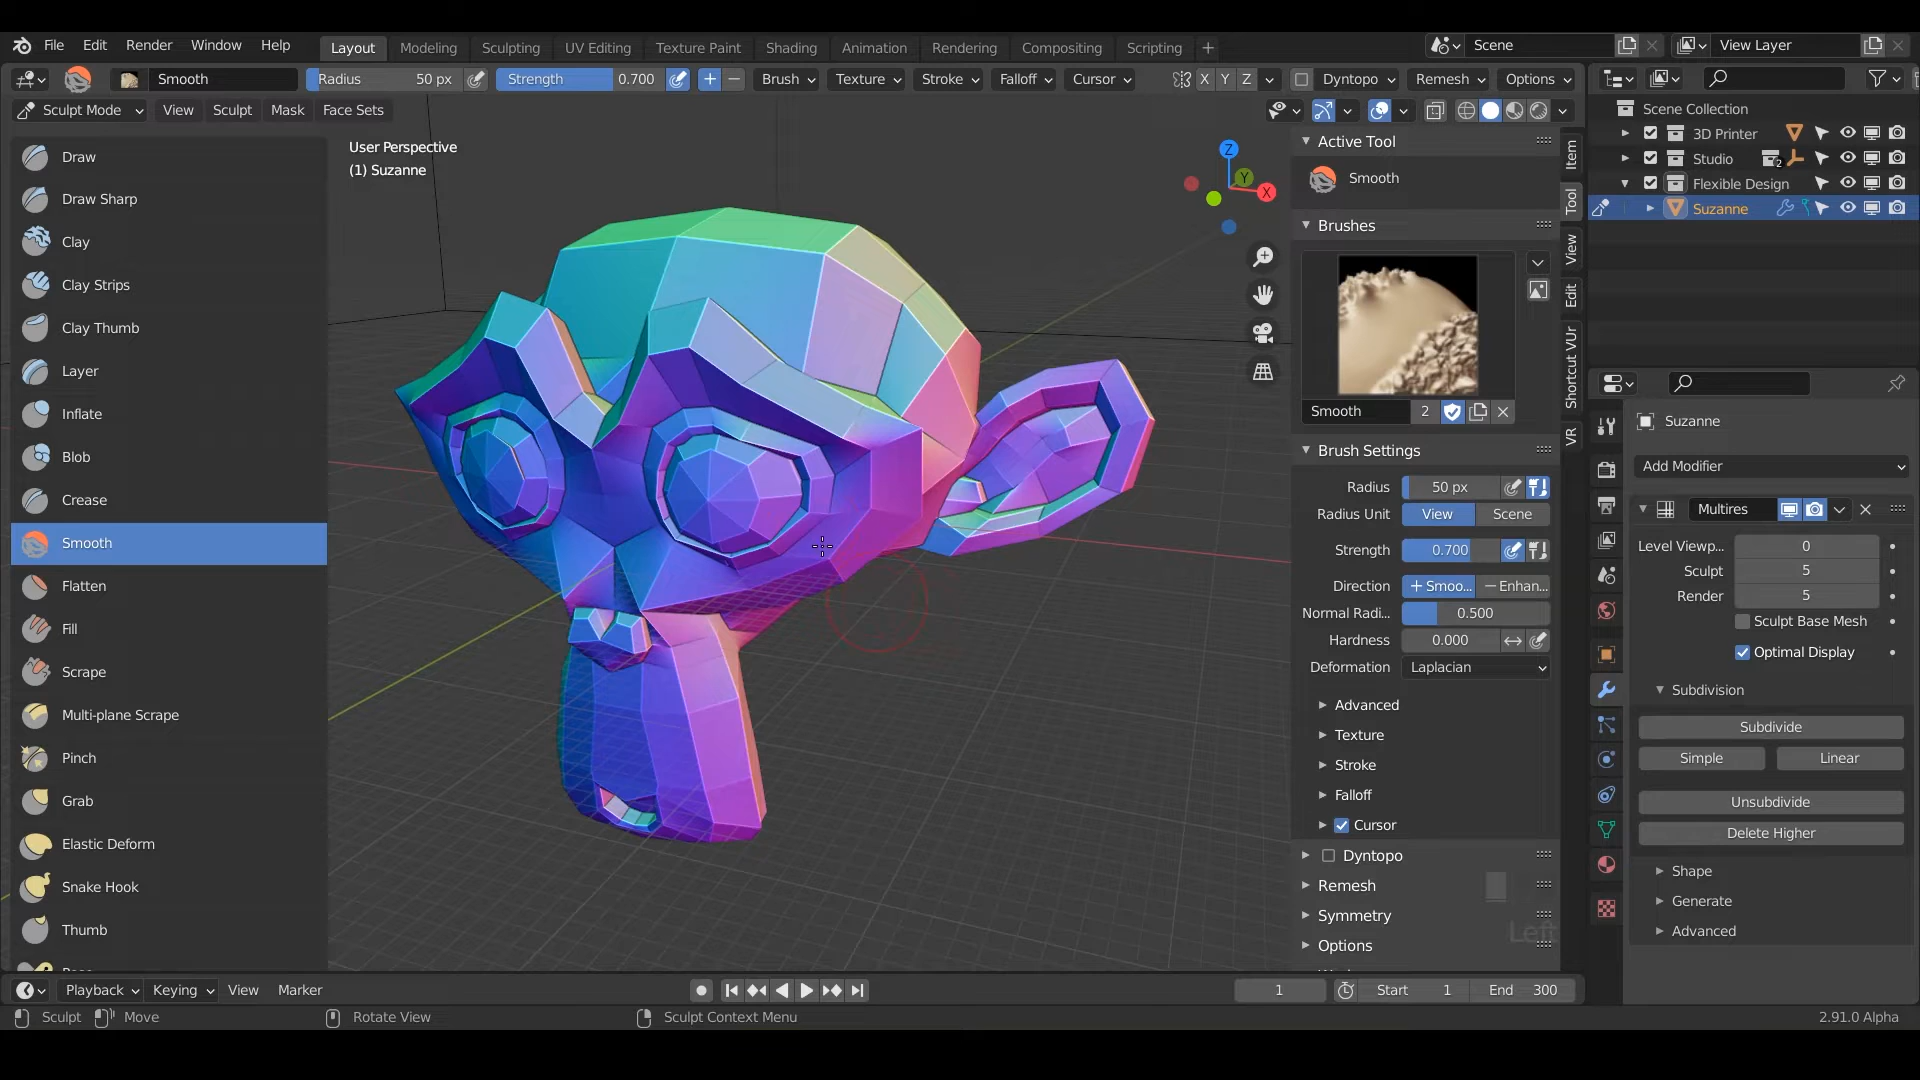 File Edit Render Window Help
Layout Modeling Sculpting UV Editing Texture Paint Shading Animation Rendering Compositing Scripting +
Scene
View Layer
Smooth
Radius 50 px
Strength 0.700
Brush Texture Stroke Falloff Cursor
X Y Z
Dyntopo Remesh Options
Sculpt Mode View Sculpt Mask Face Sets
Draw
Draw Sharp
Clay
Clay Strips
Clay Thumb
Layer
Inflate
Blob
Crease
Smooth
Flatten
Fill
Scrape
Multi-plane Scrape
Pinch
Grab
Elastic Deform
Snake Hook
Thumb
User Perspective
(1) Suzanne
Z
Y
X
Active Tool
Smooth
Brushes
Smooth 2
Brush Settings
Radius 50 px
Radius Unit View Scene
Strength 0.700
Direction + Smoo... − Enhan...
Normal Radi... 0.500
Hardness 0.000
Deformation Laplacian
Advanced
Texture
Stroke
Falloff
Cursor
Dyntopo
Remesh
Symmetry
Options
Left
Item
Tool
View
Edit
Shortcut VUr
VR
Scene Collection
3D Printer
Studio 2
Flexible Design
Suzanne
Suzanne
Add Modifier
Multires
Level Viewp... 0
Sculpt 5
Render 5
Sculpt Base Mesh
Optimal Display
Subdivision
Subdivide
Simple Linear
Unsubdivide
Delete Higher
Shape
Generate
Advanced
Playback Keying View Marker
1
Start 1
End 300
Sculpt Move Rotate View Sculpt Context Menu
2.91.0 Alpha